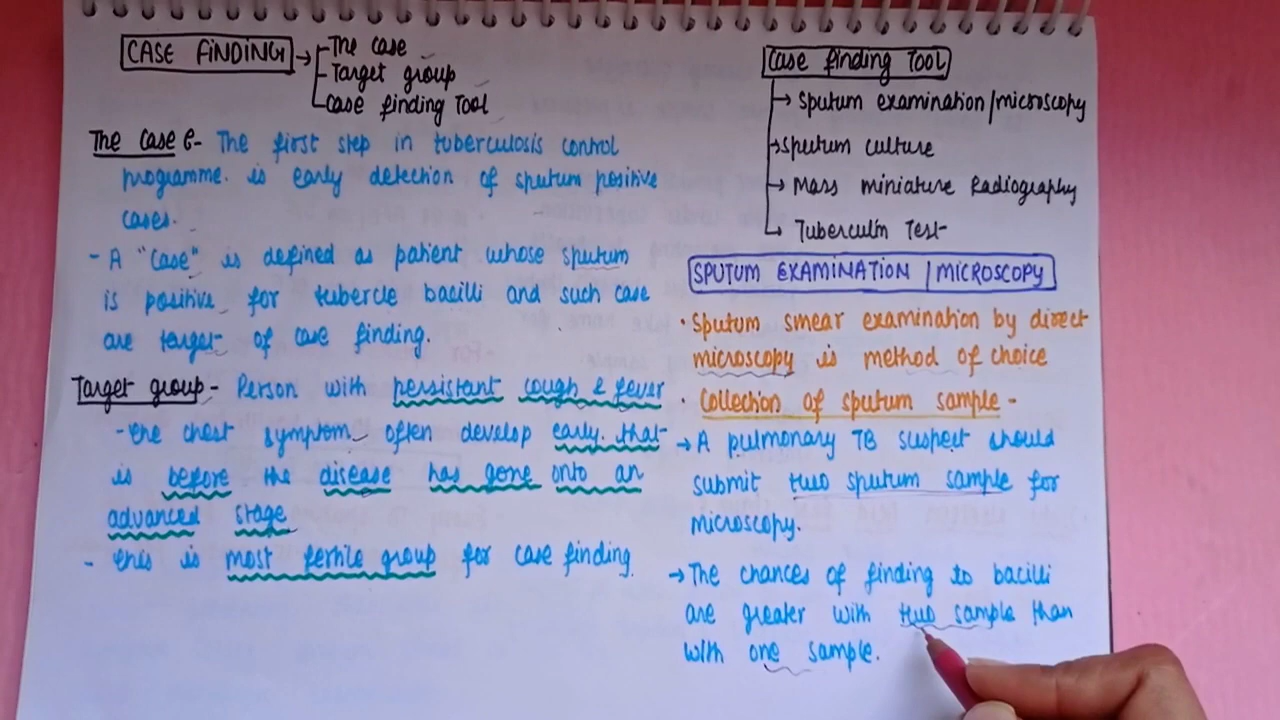 CASE FINDING → The case
Target group
Case finding Tool
The Case :- The first step in tuberculosis control
programme. is early detection of sputum positive
cases.
- A "Case" is defined as patient whose sputum
is positive for tubercle bacilli and such case
are target of case finding.
Target group - Person with persistant cough & fever
- the chest symptom often develop early. that
is before the disease has gone onto an
advanced stage
- this is most fertile group for case finding.
Case finding Tool
→ Sputum examination/microscopy
→ Sputum culture
→ Mass miniature Radiography
Tuberculin Test-
SPUTUM EXAMINATION / MICROSCOPY
• Sputum smear examination by direct
microscopy is method of choice
• Collection of sputum sample -
→ A pulmonary TB suspect should
submit two sputum sample for
microscopy.
→ The chances of finding to bacilli
are greater with two sample than
with one sample.